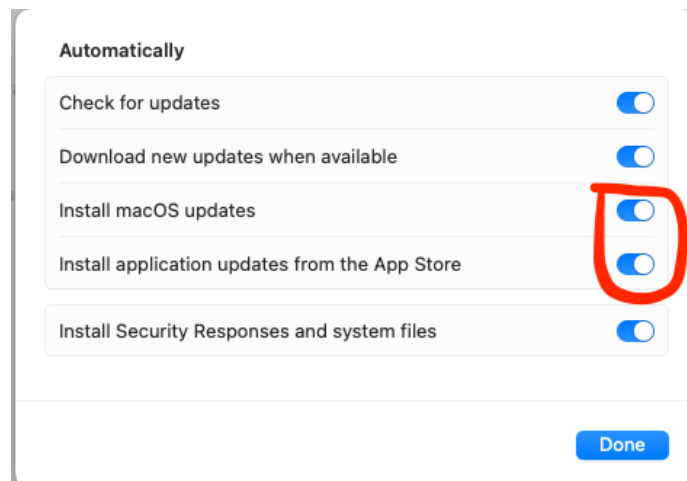 Automatically
Check for updates
Download new updates when available
Install macOS updates
Install application updates from the App Store
Install Security Responses and system files
Done